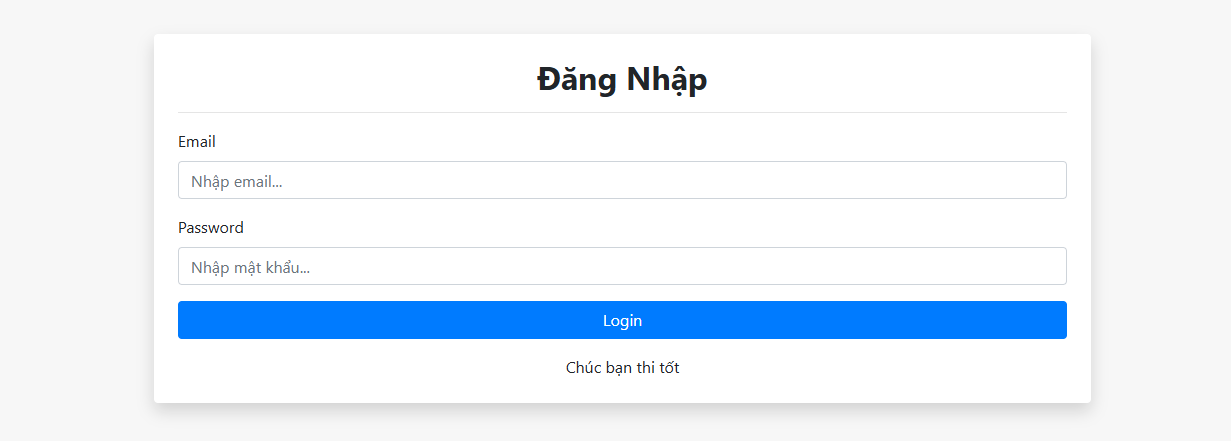 Đăng Nhập
Email
Nhập email...
Password
Nhập mật khẩu...
Login
Chúc bạn thi tốt